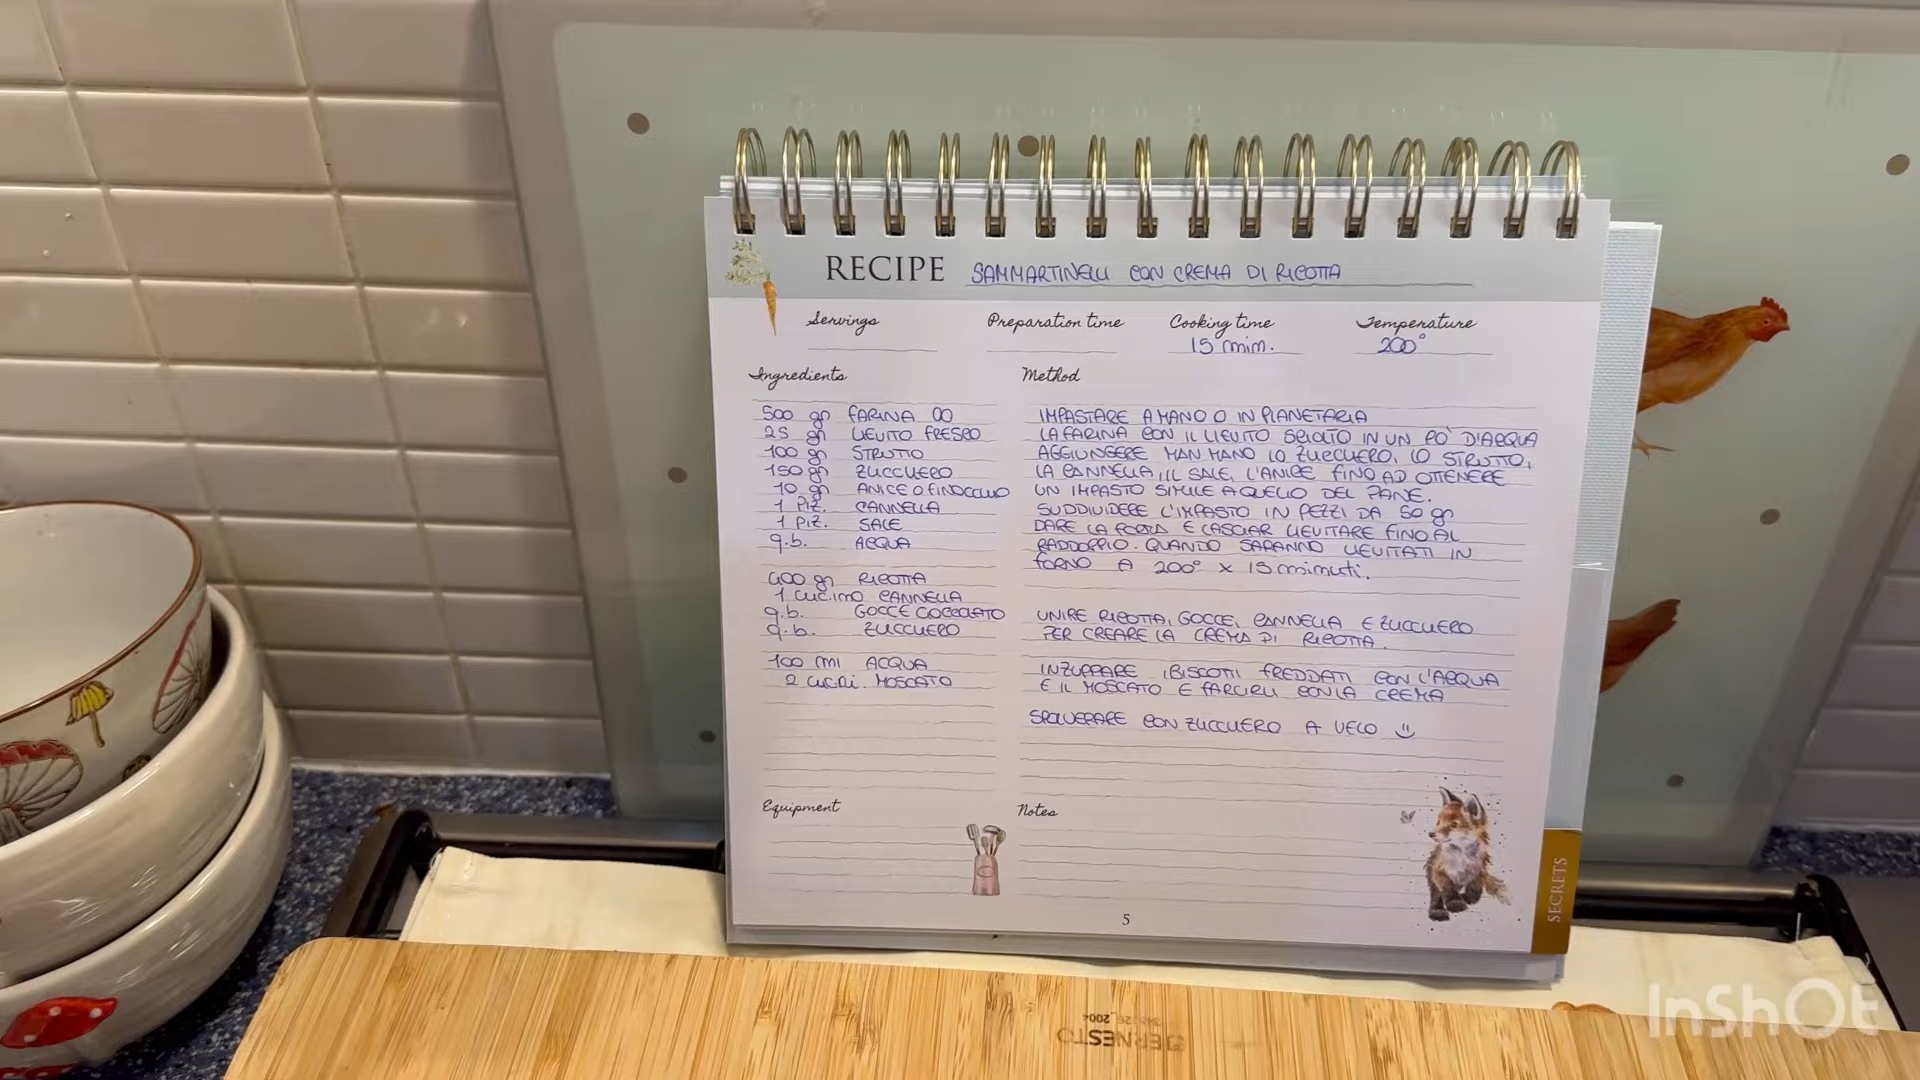 RECIPE SAMMARTINELLI CON CREMA DI RICOTTA
Servings Preparation time Cooking time Temperature
15 mim. 200°
Ingredients
500 gr FARINA 00
25 gr LIEVITO FRESCO
100 gr STRUTTO
150 gr ZUCCHERO
10 gr ANICE O FINOCCHIO
1 PIZ. CANNELLA
1 PIZ. SALE
q.b. ACQUA
400 gr RICOTTA
1 CUC.INO CANNELLA
q.b. GOCCE CIOCCOLATO
q.b. ZUCCHERO
100 ml ACQUA
2 CUC.AI MOSCATO
Method
IMPASTARE A MANO O IN PLANETARIA
LA FARINA CON IL LIEVITO SCIOLTO IN UN PO' D'ACQUA
AGGIUNGERE MAN MANO LO ZUCCHERO, LO STRUTTO,
LA CANNELLA, IL SALE, L'ANICE FINO AD OTTENERE
UN IMPASTO SIMILE A QUELLO DEL PANE.
SUDDIVIDERE L'IMPASTO IN PEZZI DA 50 gr
DARE LA FORMA E LASCIAR LIEVITARE FINO AL
RADDOPPIO. QUANDO SARANNO LIEVITATI IN
FORNO A 200° x 15 mimuti.
UNIRE RICOTTA, GOCCE, CANNELLA E ZUCCHERO
PER CREARE LA CREMA DI RICOTTA.
INZUPPARE I BISCOTTI FREDDATI CON L'ACQUA
E IL MOSCATO E FARCIRLI CON LA CREMA
SPOLVERARE CON ZUCCHERO A VELO
Equipment
Notes
5
SECRETS
ERNESTO
InShOt